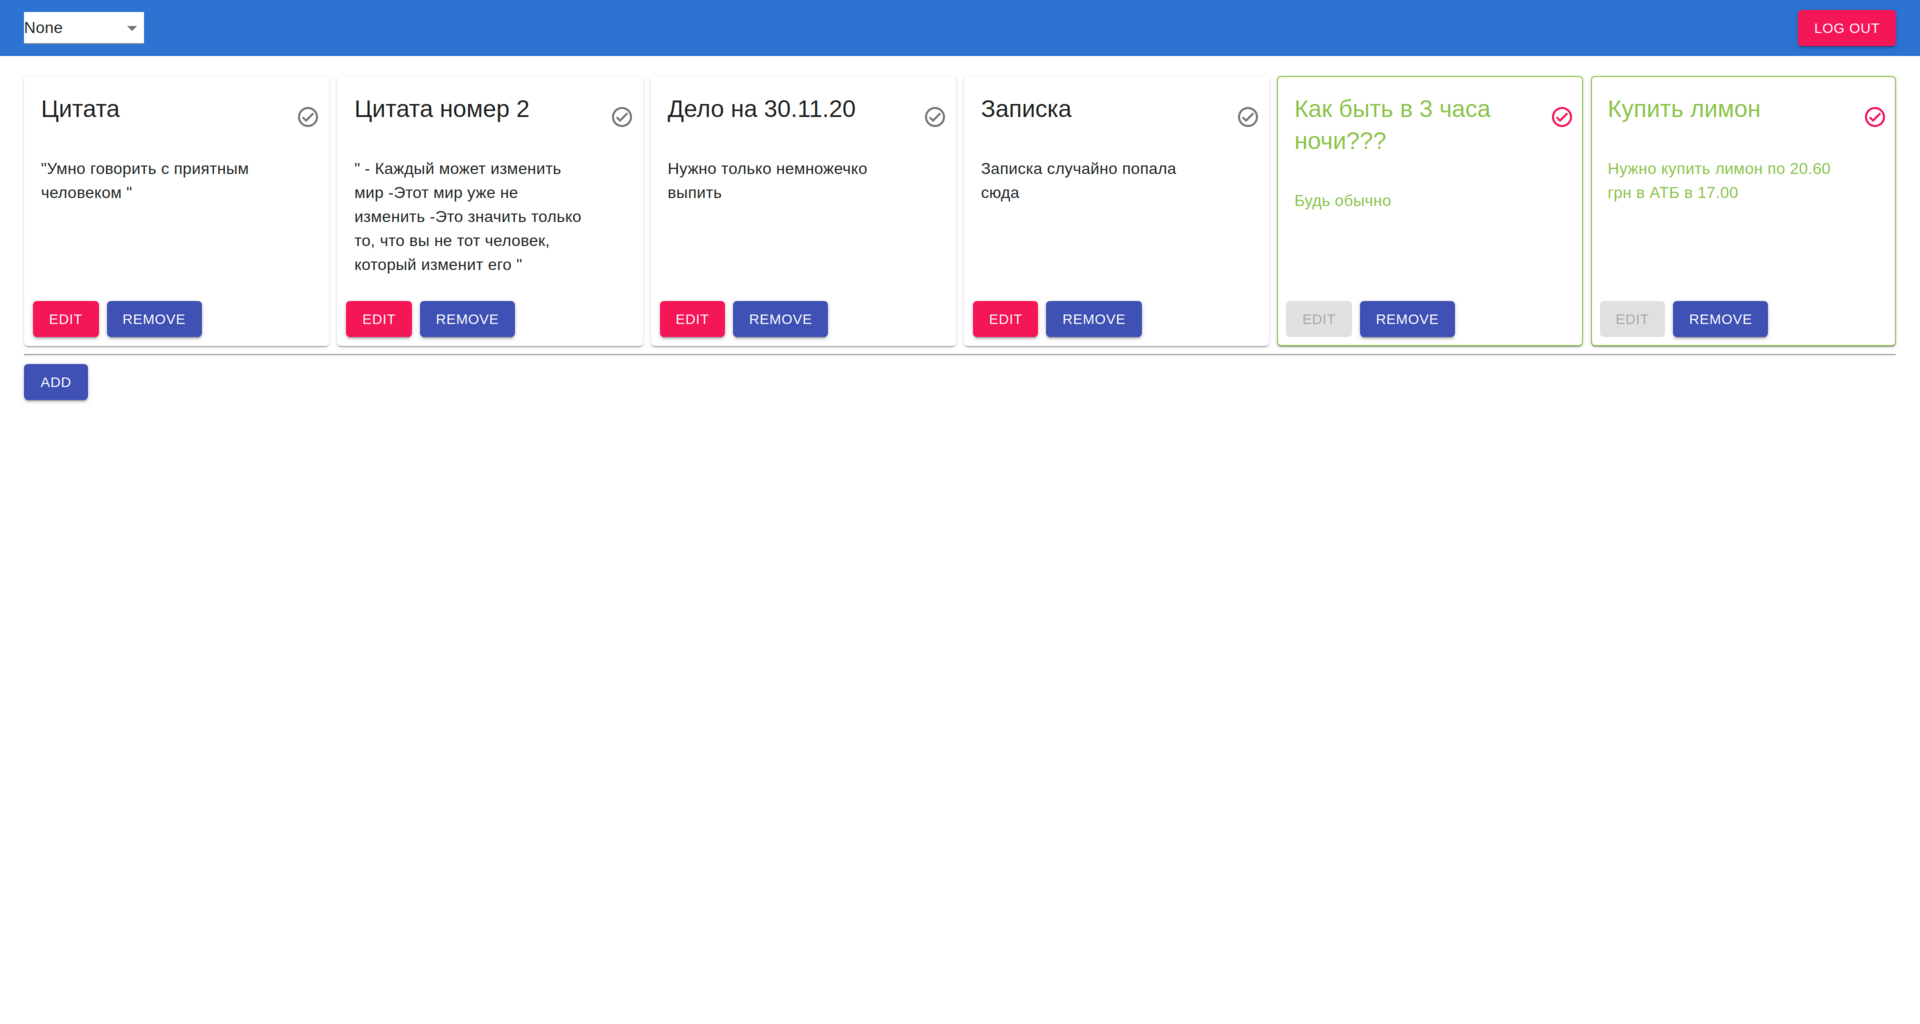 None
LOG OUT
Цитата
"Умно говорить с приятным
человеком "
EDIT
REMOVE
Цитата номер 2
" - Каждый может изменить
мир -Этот мир уже не
изменить -Это значить только
то, что вы не тот человек,
который изменит его "
EDIT
REMOVE
Дело на 30.11.20
Нужно только немножечко
выпить
EDIT
REMOVE
Записка
Записка случайно попала
сюда
EDIT
REMOVE
Как быть в 3 часа
ночи???
Будь обычно
EDIT
REMOVE
Купить лимон
Нужно купить лимон по 20.60
грн в АТБ в 17.00
EDIT
REMOVE
ADD